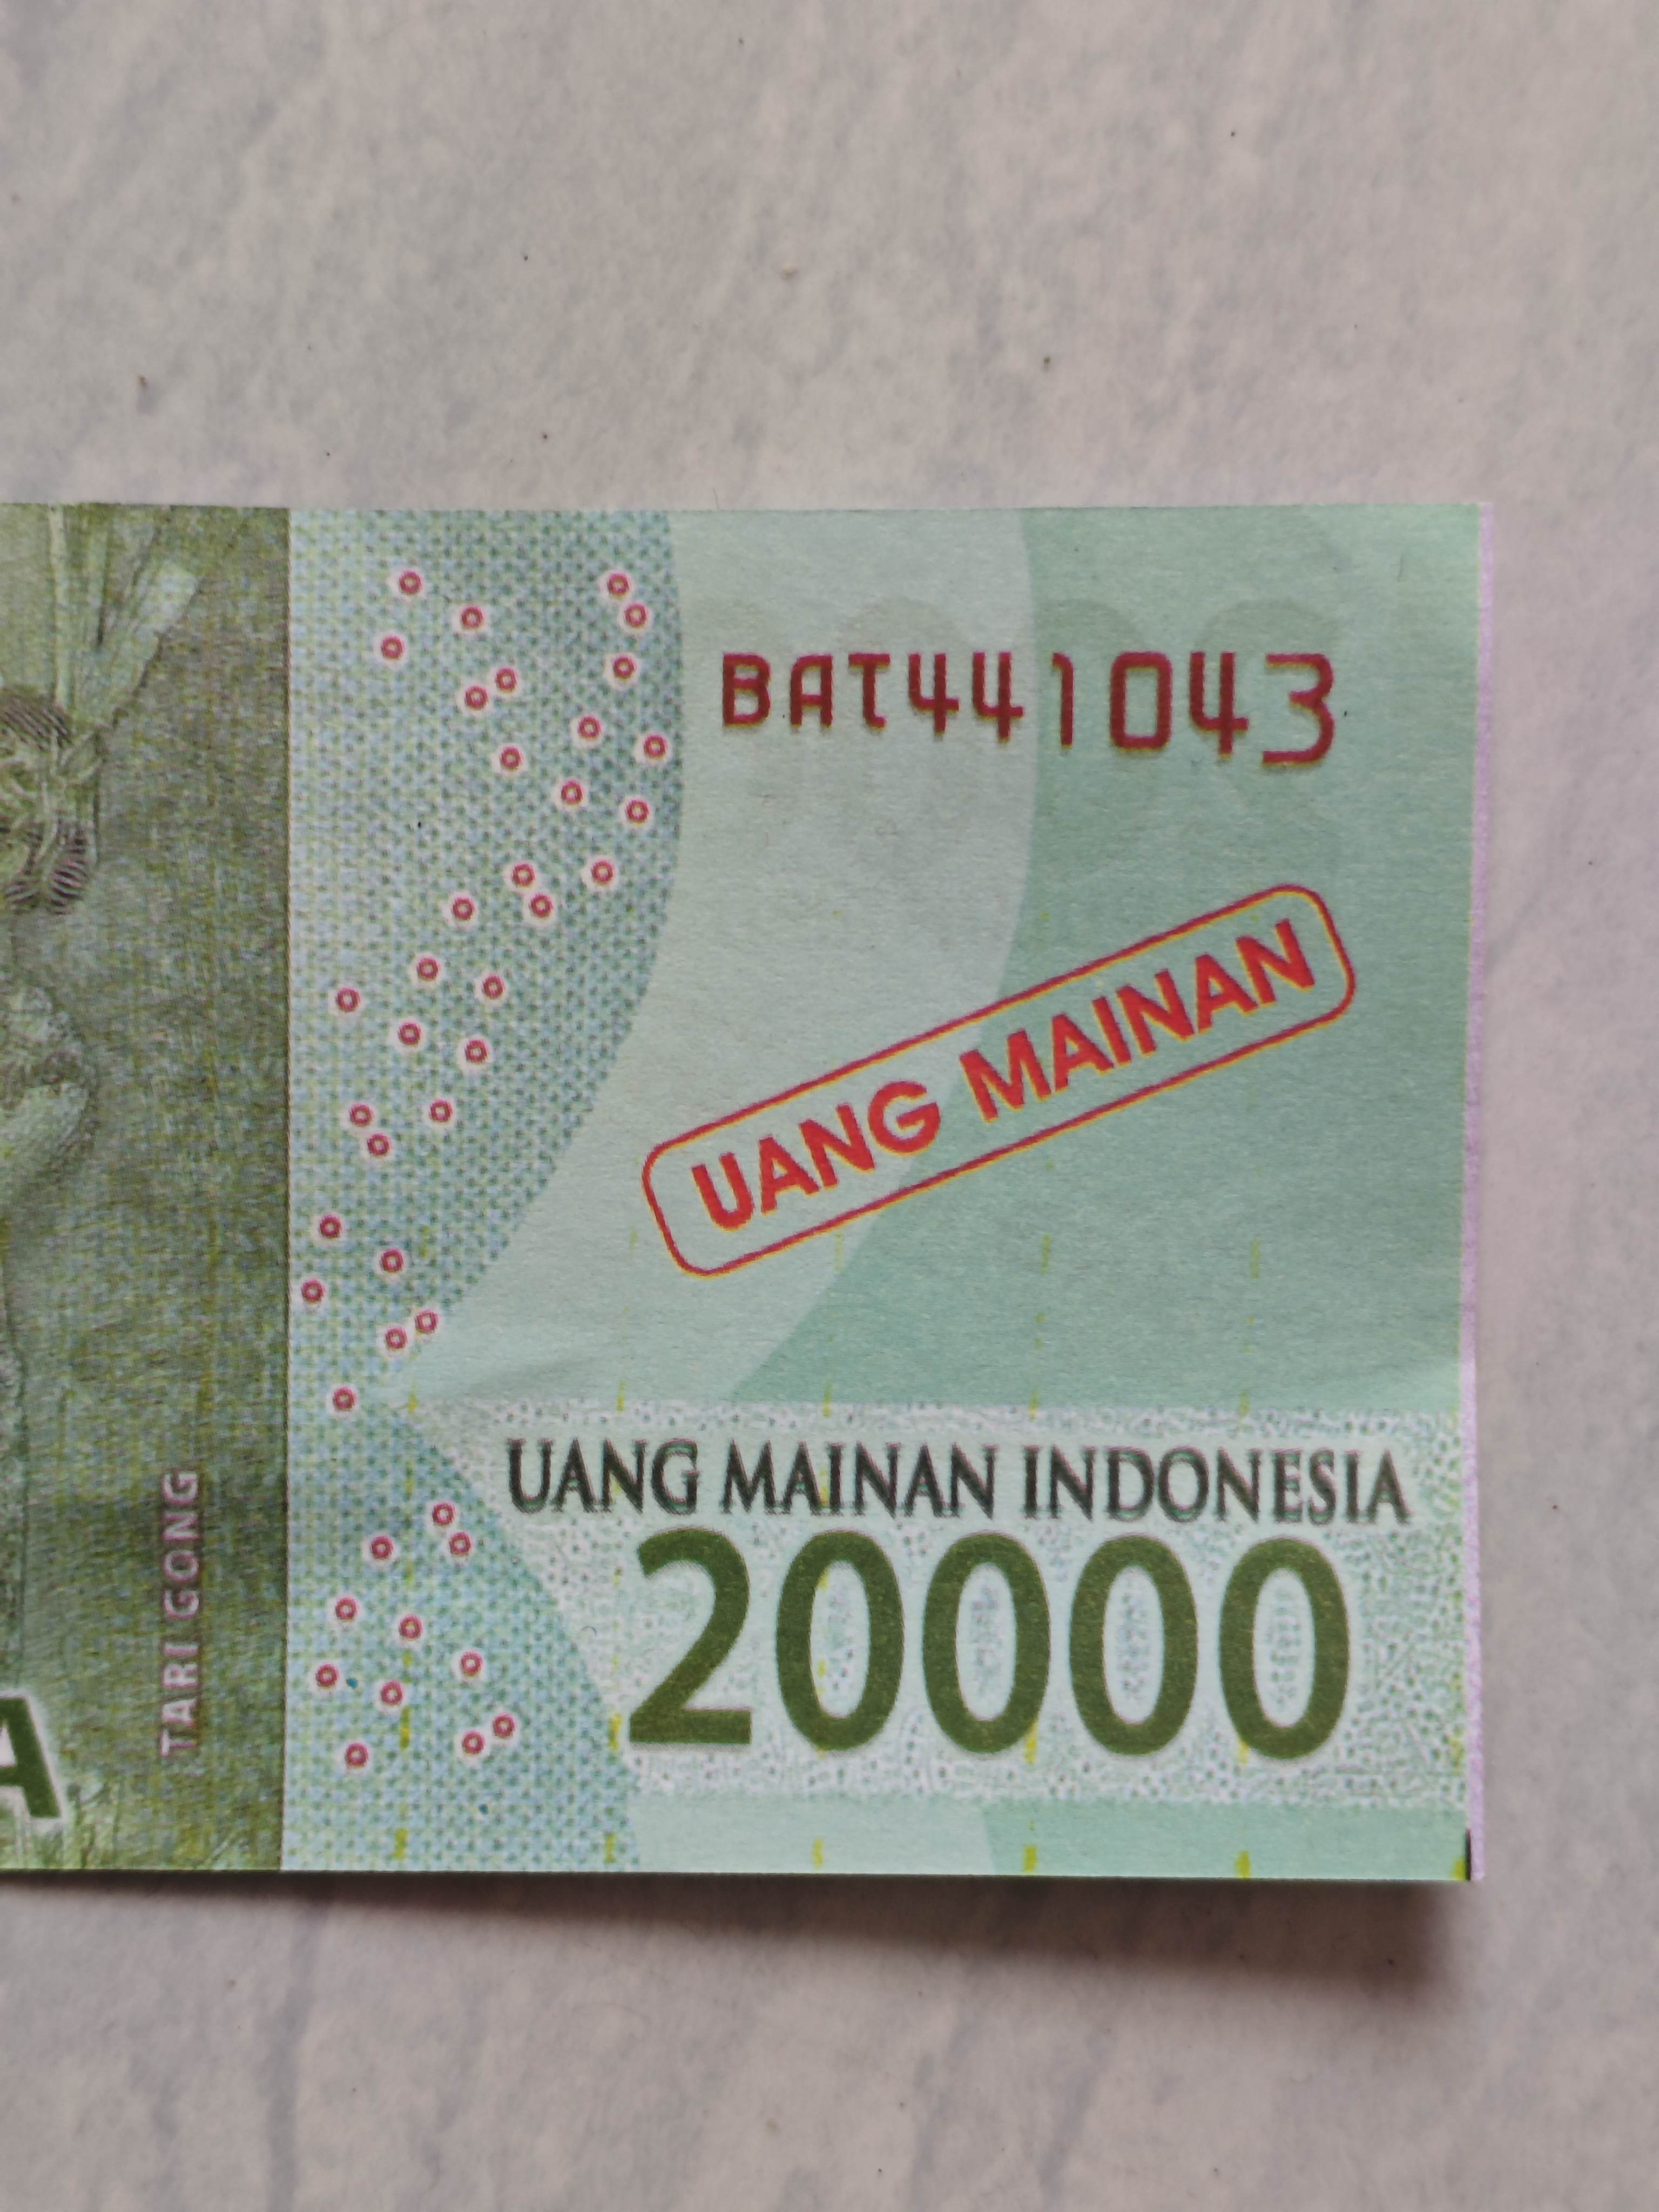 BAT441043
UANG MAINAN
UANG MAINAN INDONESIA
20000
TARI GONG
A